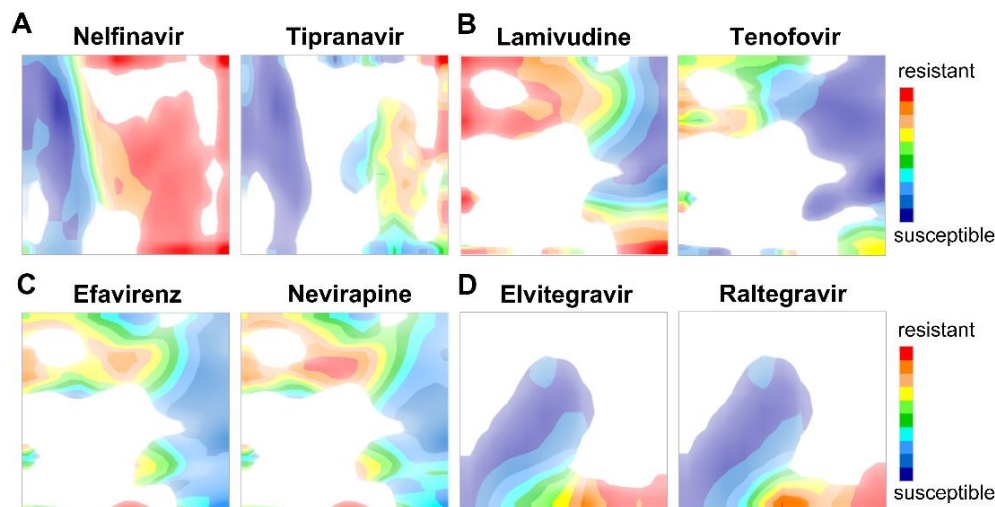 A
Nelfinavir
Tipranavir
B
Lamivudine
Tenofovir
resistant
susceptible
C
Efavirenz
Nevirapine
D
Elvitegravir
Raltegravir
resistant
susceptible